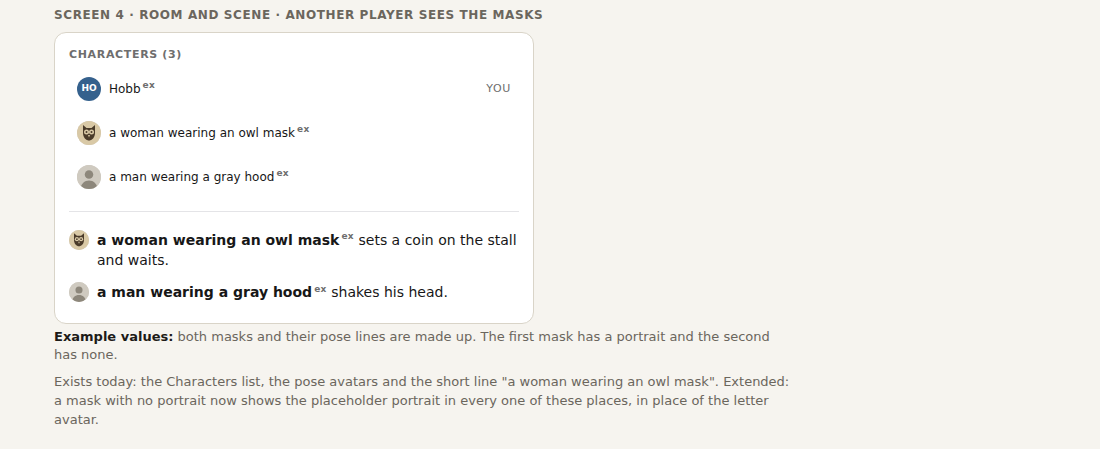 SCREEN 4 · ROOM AND SCENE · ANOTHER PLAYER SEES THE MASKS
CHARACTERS (3)
HO Hobb ex YOU
a woman wearing an owl mask ex
a man wearing a gray hood ex
a woman wearing an owl mask ex sets a coin on the stall
and waits.
a man wearing a gray hood ex shakes his head.
Example values: both masks and their pose lines are made up. The first mask has a portrait and the second
has none.
Exists today: the Characters list, the pose avatars and the short line "a woman wearing an owl mask". Extended:
a mask with no portrait now shows the placeholder portrait in every one of these places, in place of the letter
avatar.